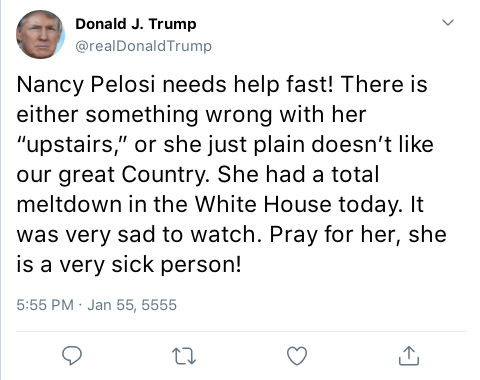 Donald J. Trump
@realDonaldTrump
Nancy Pelosi needs help fast! There is
either something wrong with her
“upstairs,” or she just plain doesn’t like
our great Country. She had a total
meltdown in the White House today. It
was very sad to watch. Pray for her, she
is a very sick person!
5:55 PM · Jan 55, 5555